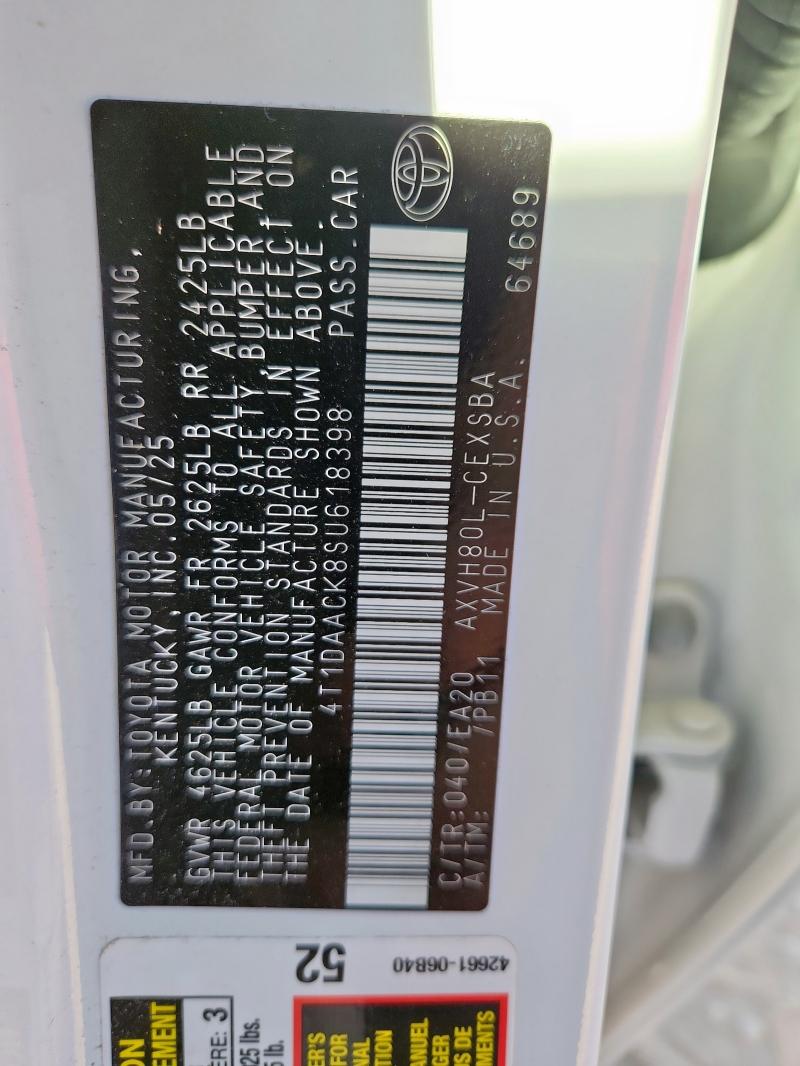 MFD.BY:TOYOTA MOTOR MANUFACTURING,
KENTUCKY, INC.05/25
GVWR 4625LB GAWR FR 2625LB RR 2425LB
THIS VEHICLE CONFORMS TO ALL APPLICABLE
FEDERAL MOTOR VEHICLE SAFETY, BUMPER AND
THEFT PREVENTION STANDARDS IN EFFECT ON
THE DATE OF MANUFACTURE SHOWN ABOVE.
4T1DAACK8SU618398 PASS.CAR
C/TR:040/EA20 AXVH80L-CEXSBA 64689
A/TM: /PB11 MADE IN U.S.A.
52
42661-06B40